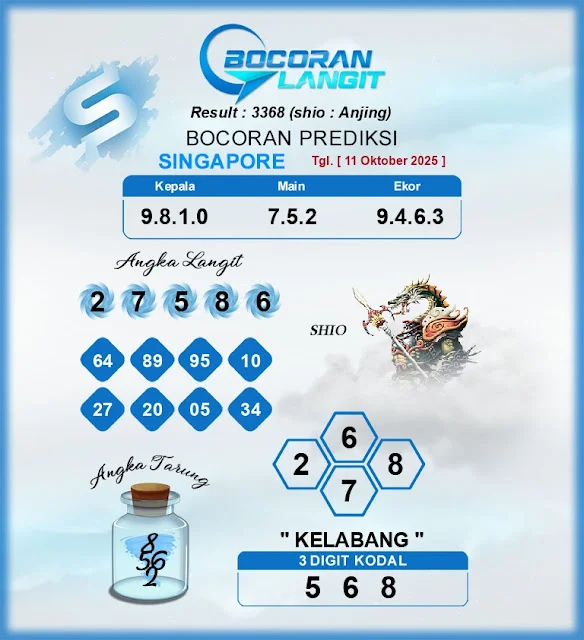 BOCORAN
LANGIT
Result : 3368 (shio : Anjing)
BOCORAN PREDIKSI
SINGAPORE Tgl. [ 11 Oktober 2025 ]
Kepala Main Ekor
9.8.1.0 7.5.2 9.4.6.3
Angka Langit
2 7 5 8 6
SHIO
64 89 95 10
27 20 05 34
6
2 8
7
Angka Tarung
8
56
2
" KELABANG "
3 DIGIT KODAL
5 6 8